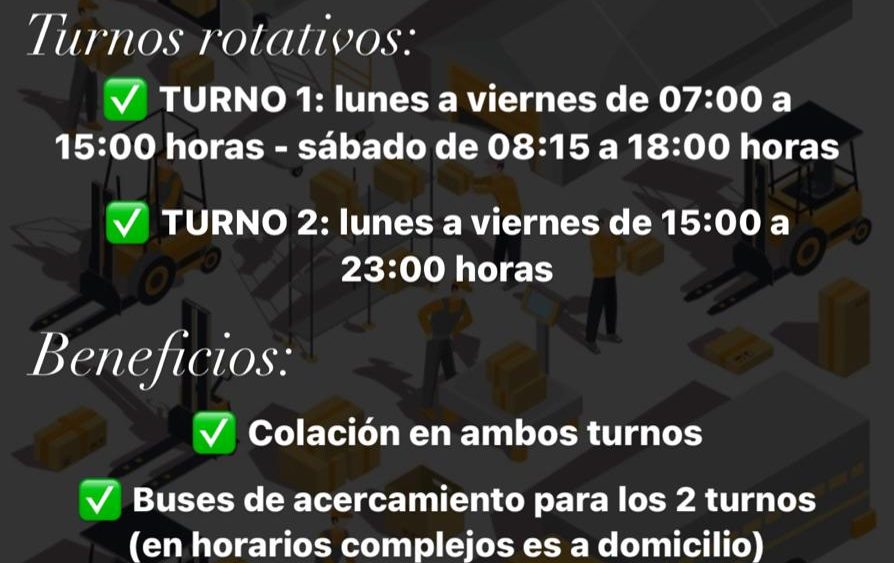 Turnos rotativos:
✅ TURNO 1: lunes a viernes de 07:00 a
15:00 horas - sábado de 08:15 a 18:00 horas
✅ TURNO 2: lunes a viernes de 15:00 a
23:00 horas
Beneficios:
✅ Colación en ambos turnos
✅ Buses de acercamiento para los 2 turnos
(en horarios complejos es a domicilio)